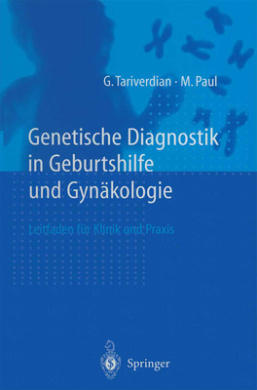 G. Tariverdian · M. Paul
Genetische Diagnostik
in Geburtshilfe
und Gynäkologie
Leitfaden für Klinik und Praxis
Springer